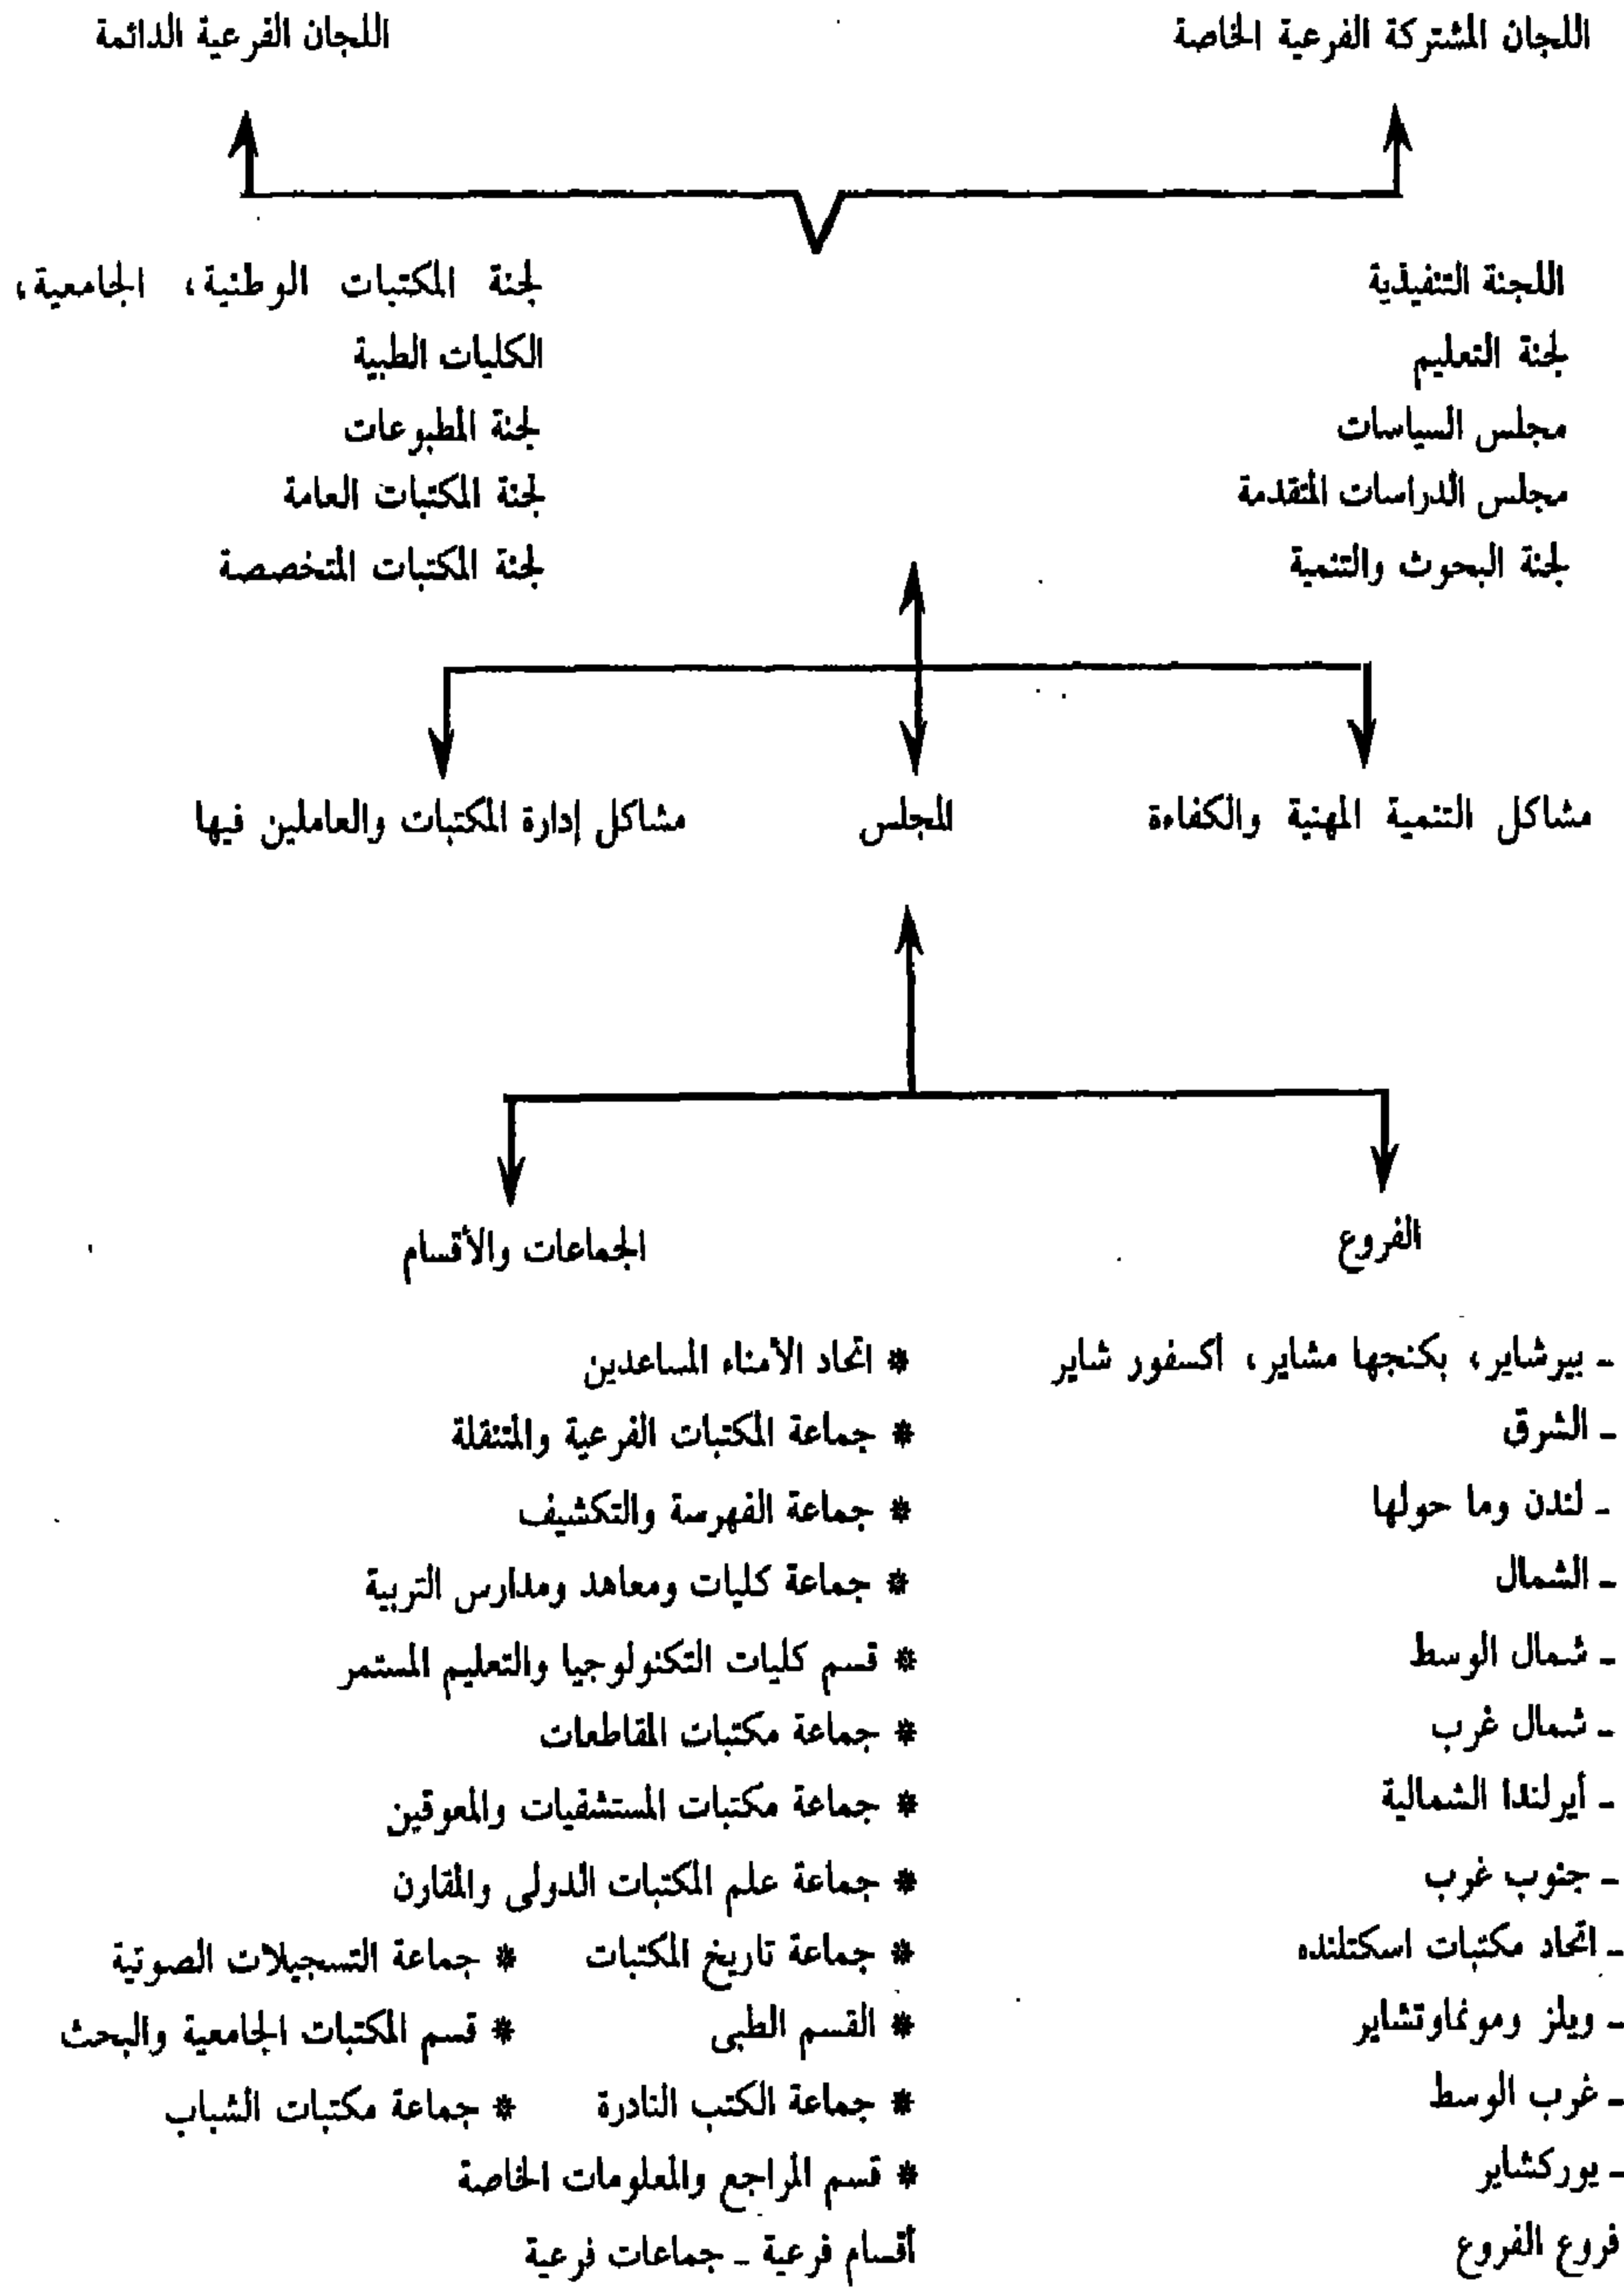 اللجان المشتركة الفرعية الخاصة
اللجان الفرعية الدائمة
اللجنة التنفيذية
لجنة التعليم
مجلس السياسات
مجلس الدراسات المتقدمة
لجنة البحوث والتنمية
لجنة المكتبات الوطنية، الجامعية،
الكليات الطبية
لجنة المطبوعات
لجنة المكتبات العامة
لجنة المكتبات المتخصصة
مشاكل التنمية المهنية والكفاءة
المجلس
مشاكل إدارة المكتبات والعاملين فيها
الفروع
ـ بيرشاير، بكنجها مشاير، أكسفور شاير
ـ الشرق
ـ لندن وما حولها
ـ الشمال
ـ شمال الوسط
ـ شمال غرب
ـ أيرلندا الشمالية
ـ جنوب غرب
ـ اتحاد مكتبات اسكتلنده
ـ ويلز ومونماوتشاير
ـ غرب الوسط
ـ يوركشاير
فروع الفروع
الجماعات والأقسام
* اتحاد الأمناء المساعدين
* جماعة المكتبات الفرعية والمتنقلة
* جماعة الفهرسة والتكشيف
* جماعة كليات ومعاهد ومدارس التربية
* قسم كليات التكنولوجيا والتعليم المستمر
* جماعة مكتبات المقاطعات
* جماعة مكتبات المستشفيات والمعوقين
* جماعة علم المكتبات الدولى والمقارن
* جماعة تاريخ المكتبات * جماعة التسجيلات الصوتية
* القسم الطبى * قسم المكتبات الجامعية والبحث
* جماعة الكتب النادرة * جماعة مكتبات الشباب
* قسم المراجع والمعلومات الخاصة
أقسام فرعية ـ جماعات فرعية